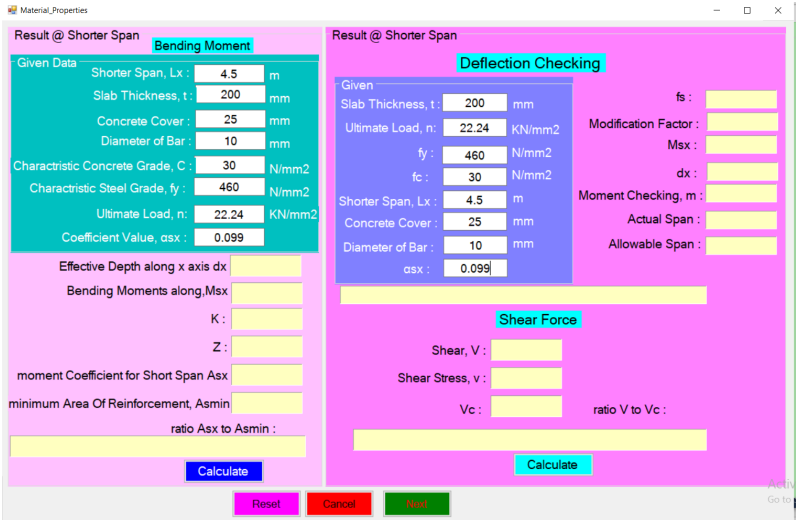 Material_Properties
Result @ Shorter Span
Bending Moment
Given Data
Shorter Span, Lx : 4.5 m
Slab Thickness, t : 200 mm
Concrete Cover : 25 mm
Diameter of Bar : 10 mm
Charactristic Concrete Grade, C : 30 N/mm2
Charactristic Steel Grade, fy : 460 N/mm2
Ultimate Load, n: 22.24 KN/mm2
Coefficient Value, αsx : 0.099
Effective Depth along x axis dx
Bending Moments along,Msx
K :
Z :
moment Coefficient for Short Span Asx
minimum Area Of Reinforcement, Asmin
ratio Asx to Asmin :
Calculate
Result @ Shorter Span
Deflection Checking
Given
Slab Thickness, t : 200 mm
Ultimate Load, n: 22.24 KN/mm2
fy : 460 N/mm2
fc : 30 N/mm2
Shorter Span, Lx : 4.5 m
Concrete Cover : 25 mm
Diameter of Bar : 10 mm
αsx : 0.099
fs :
Modification Factor :
Msx :
dx :
Moment Checking, m :
Actual Span :
Allowable Span :
Shear Force
Shear, V :
Shear Stress, v :
Vc :
ratio V to Vc :
Calculate
Reset
Cancel
Next
Activ
Go to